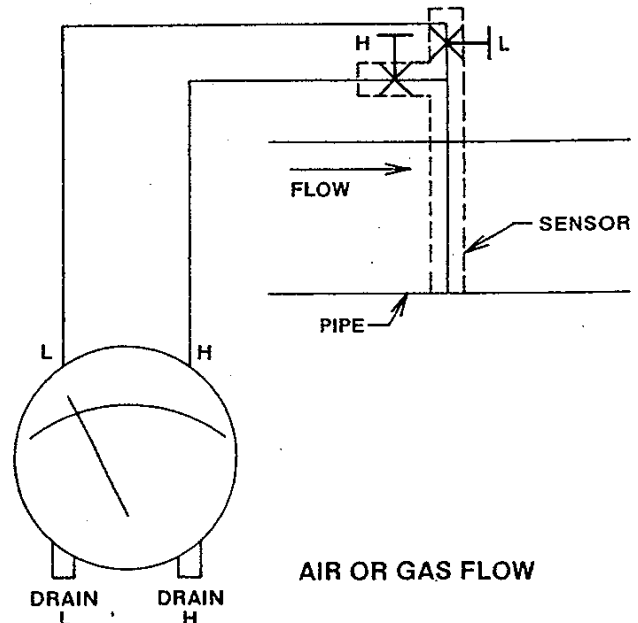 H
L
FLOW
SENSOR
PIPE
L
H
AIR OR GAS FLOW
DRAIN
L
DRAIN
H